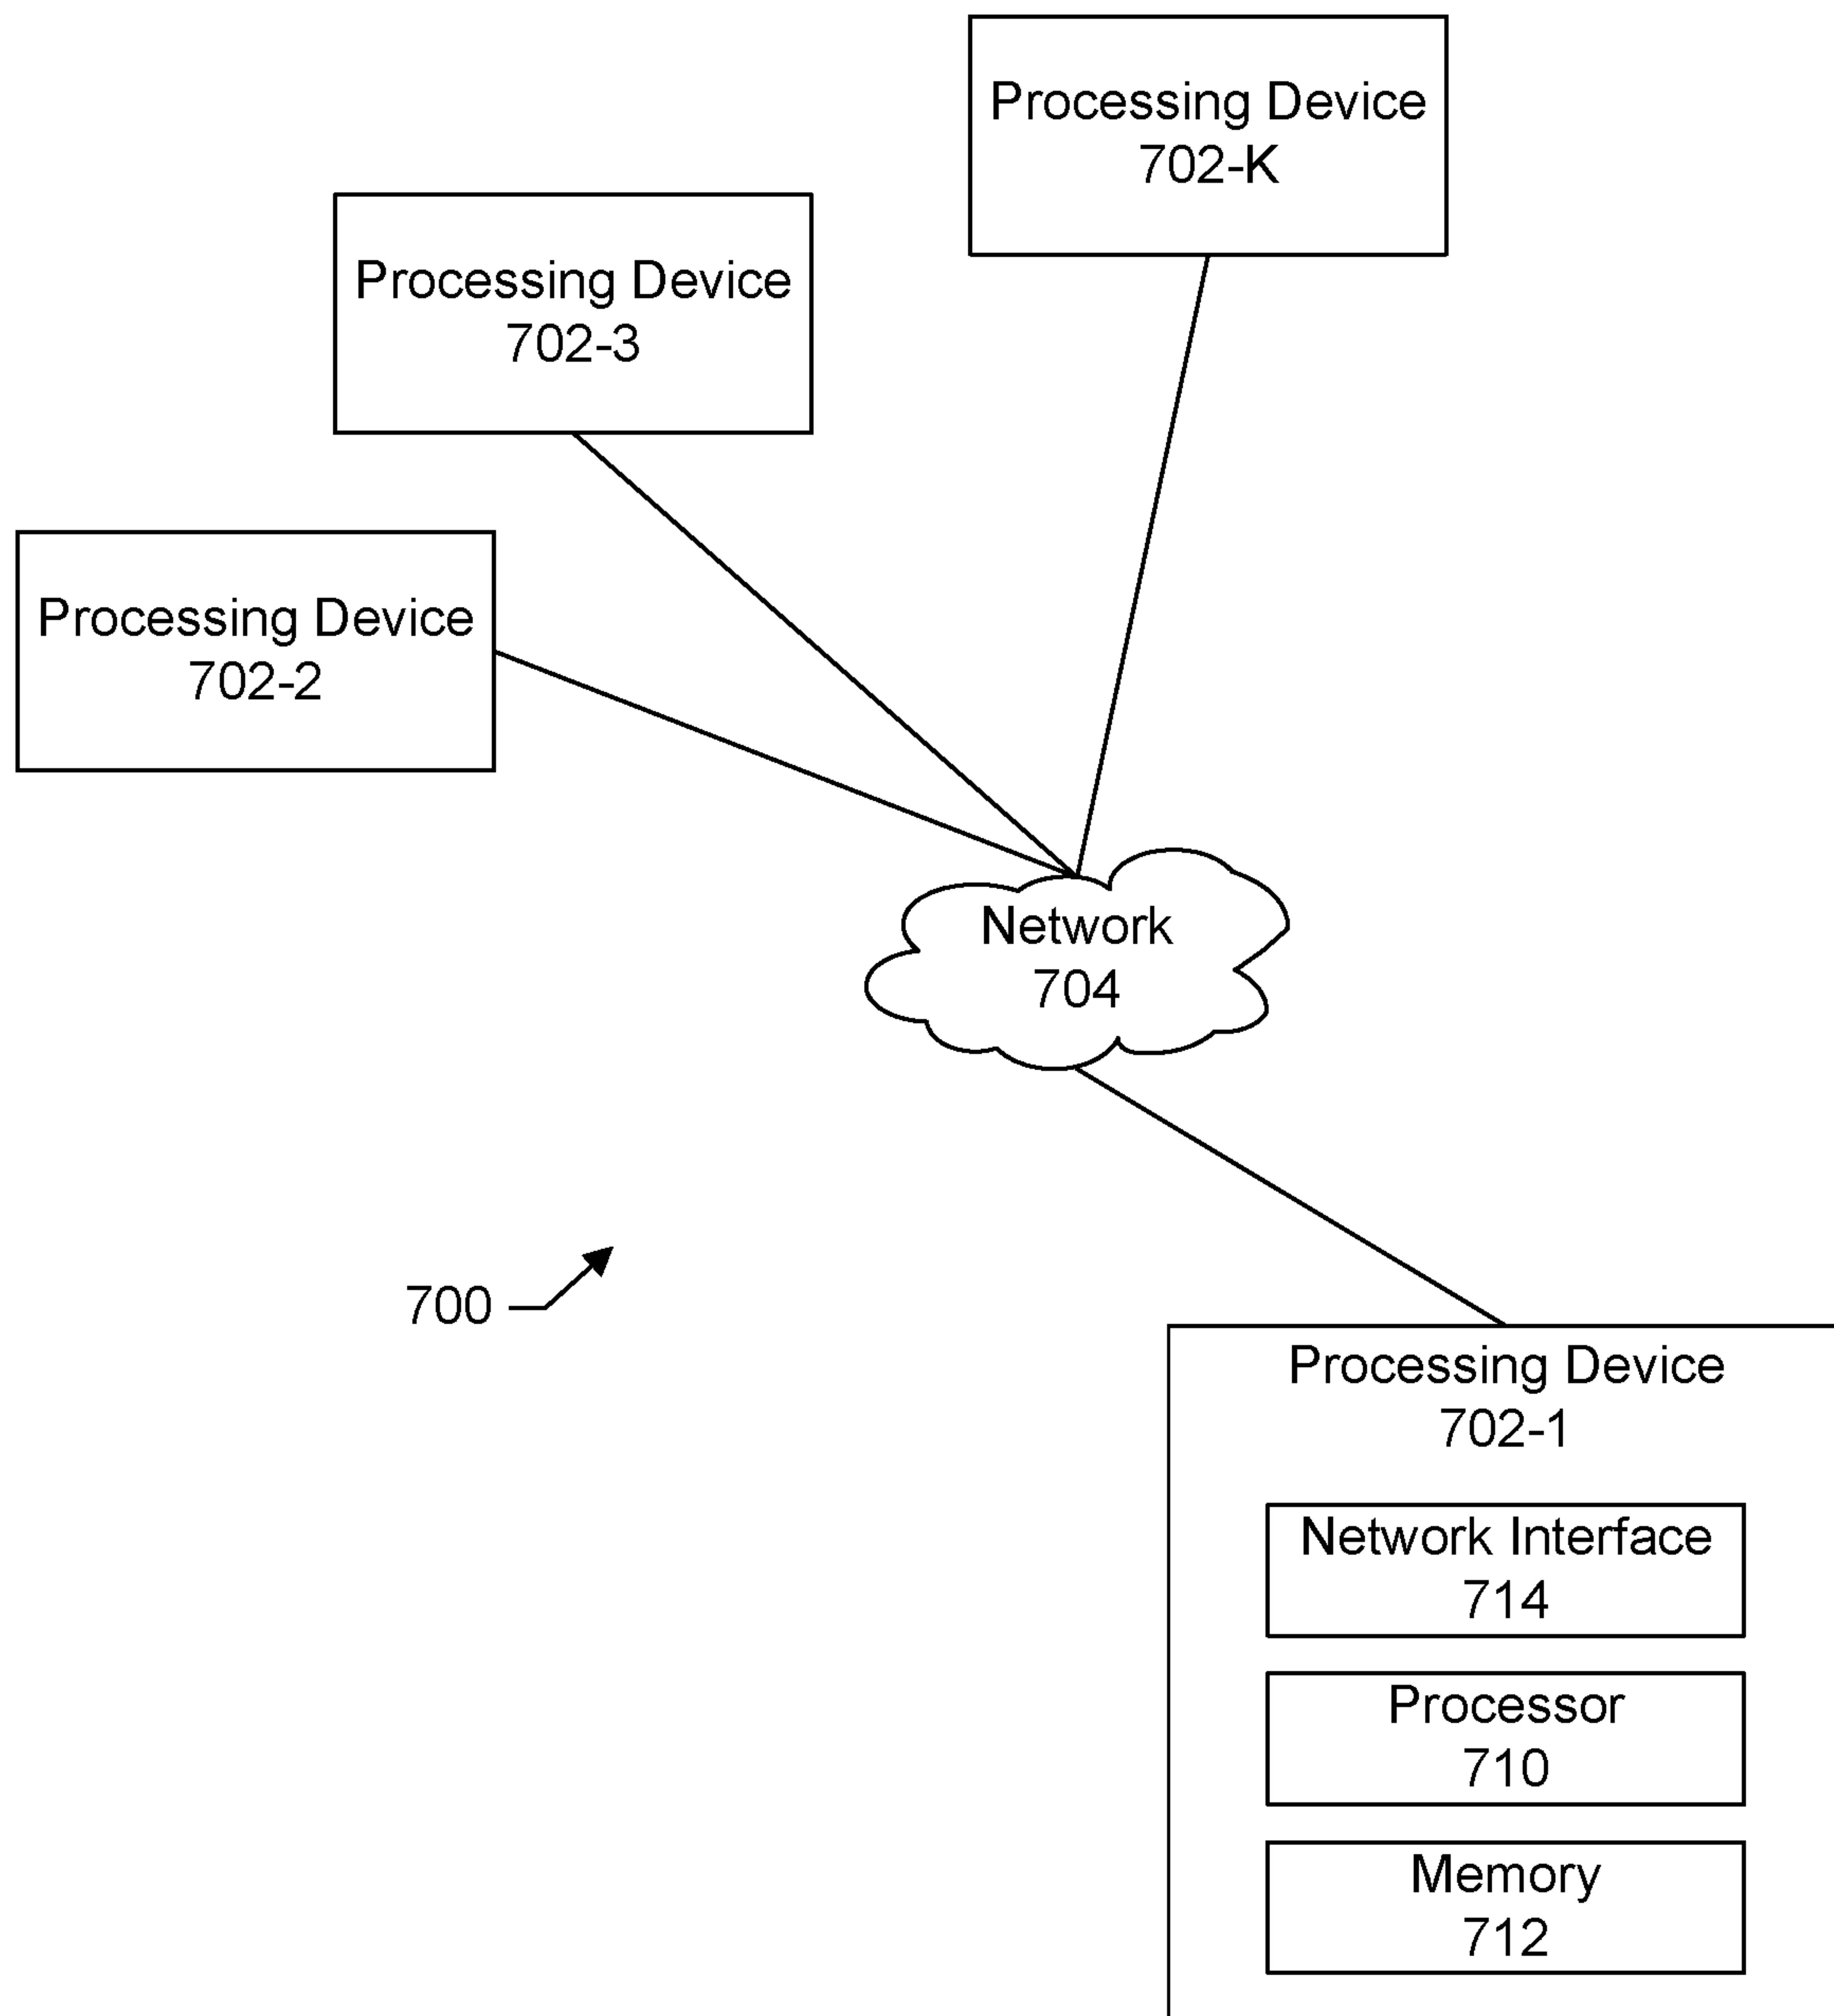 Processing Device
702-K
Processing Device
702-3
Processing Device
702-2
Network
704
700
Processing Device
702-1
Network Interface
714
Processor
710
Memory
712